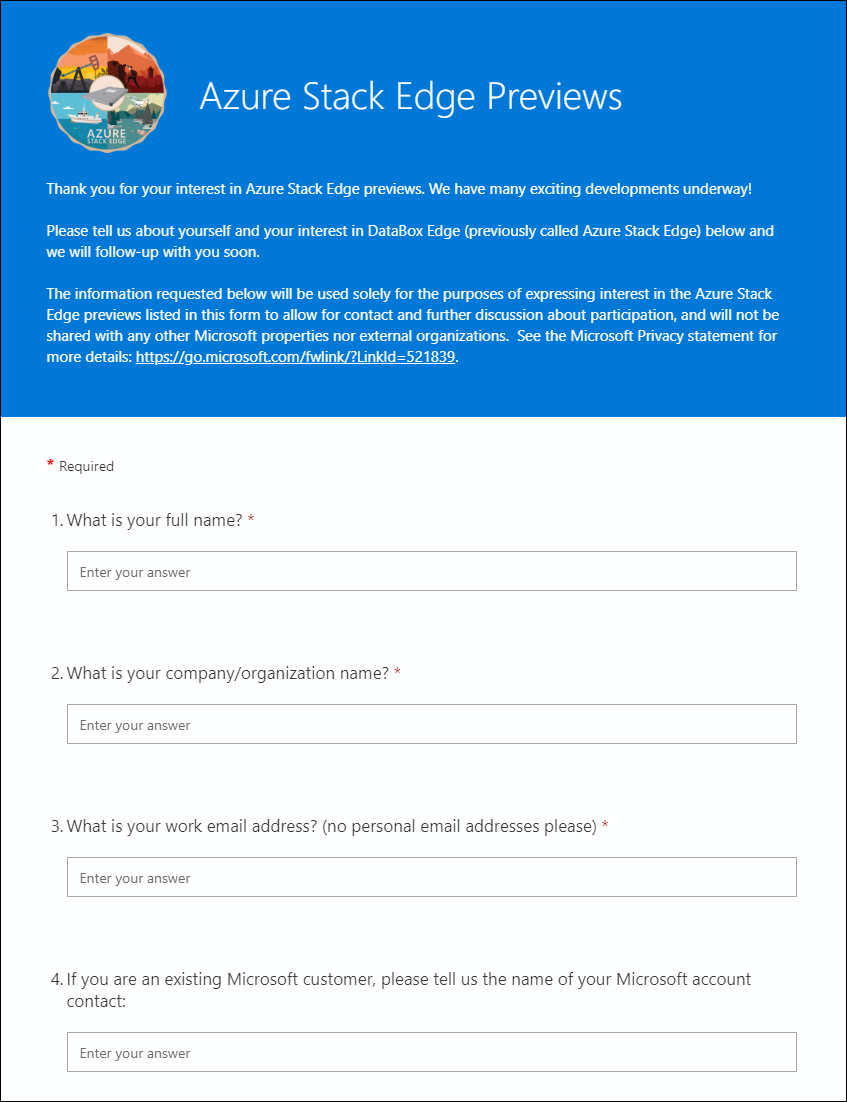 AZURE
STACK EDGE
Azure Stack Edge Previews
Thank you for your interest in Azure Stack Edge previews. We have many exciting developments underway!
Please tell us about yourself and your interest in DataBox Edge (previously called Azure Stack Edge) below and
we will follow-up with you soon.
The information requested below will be used solely for the purposes of expressing interest in the Azure Stack
Edge previews listed in this form to allow for contact and further discussion about participation, and will not be
shared with any other Microsoft properties nor external organizations.  See the Microsoft Privacy statement for
more details: https://go.microsoft.com/fwlink/?LinkId=521839.
* Required
1. What is your full name? *
Enter your answer
2. What is your company/organization name? *
Enter your answer
3. What is your work email address? (no personal email addresses please) *
Enter your answer
4. If you are an existing Microsoft customer, please tell us the name of your Microsoft account
contact:
Enter your answer